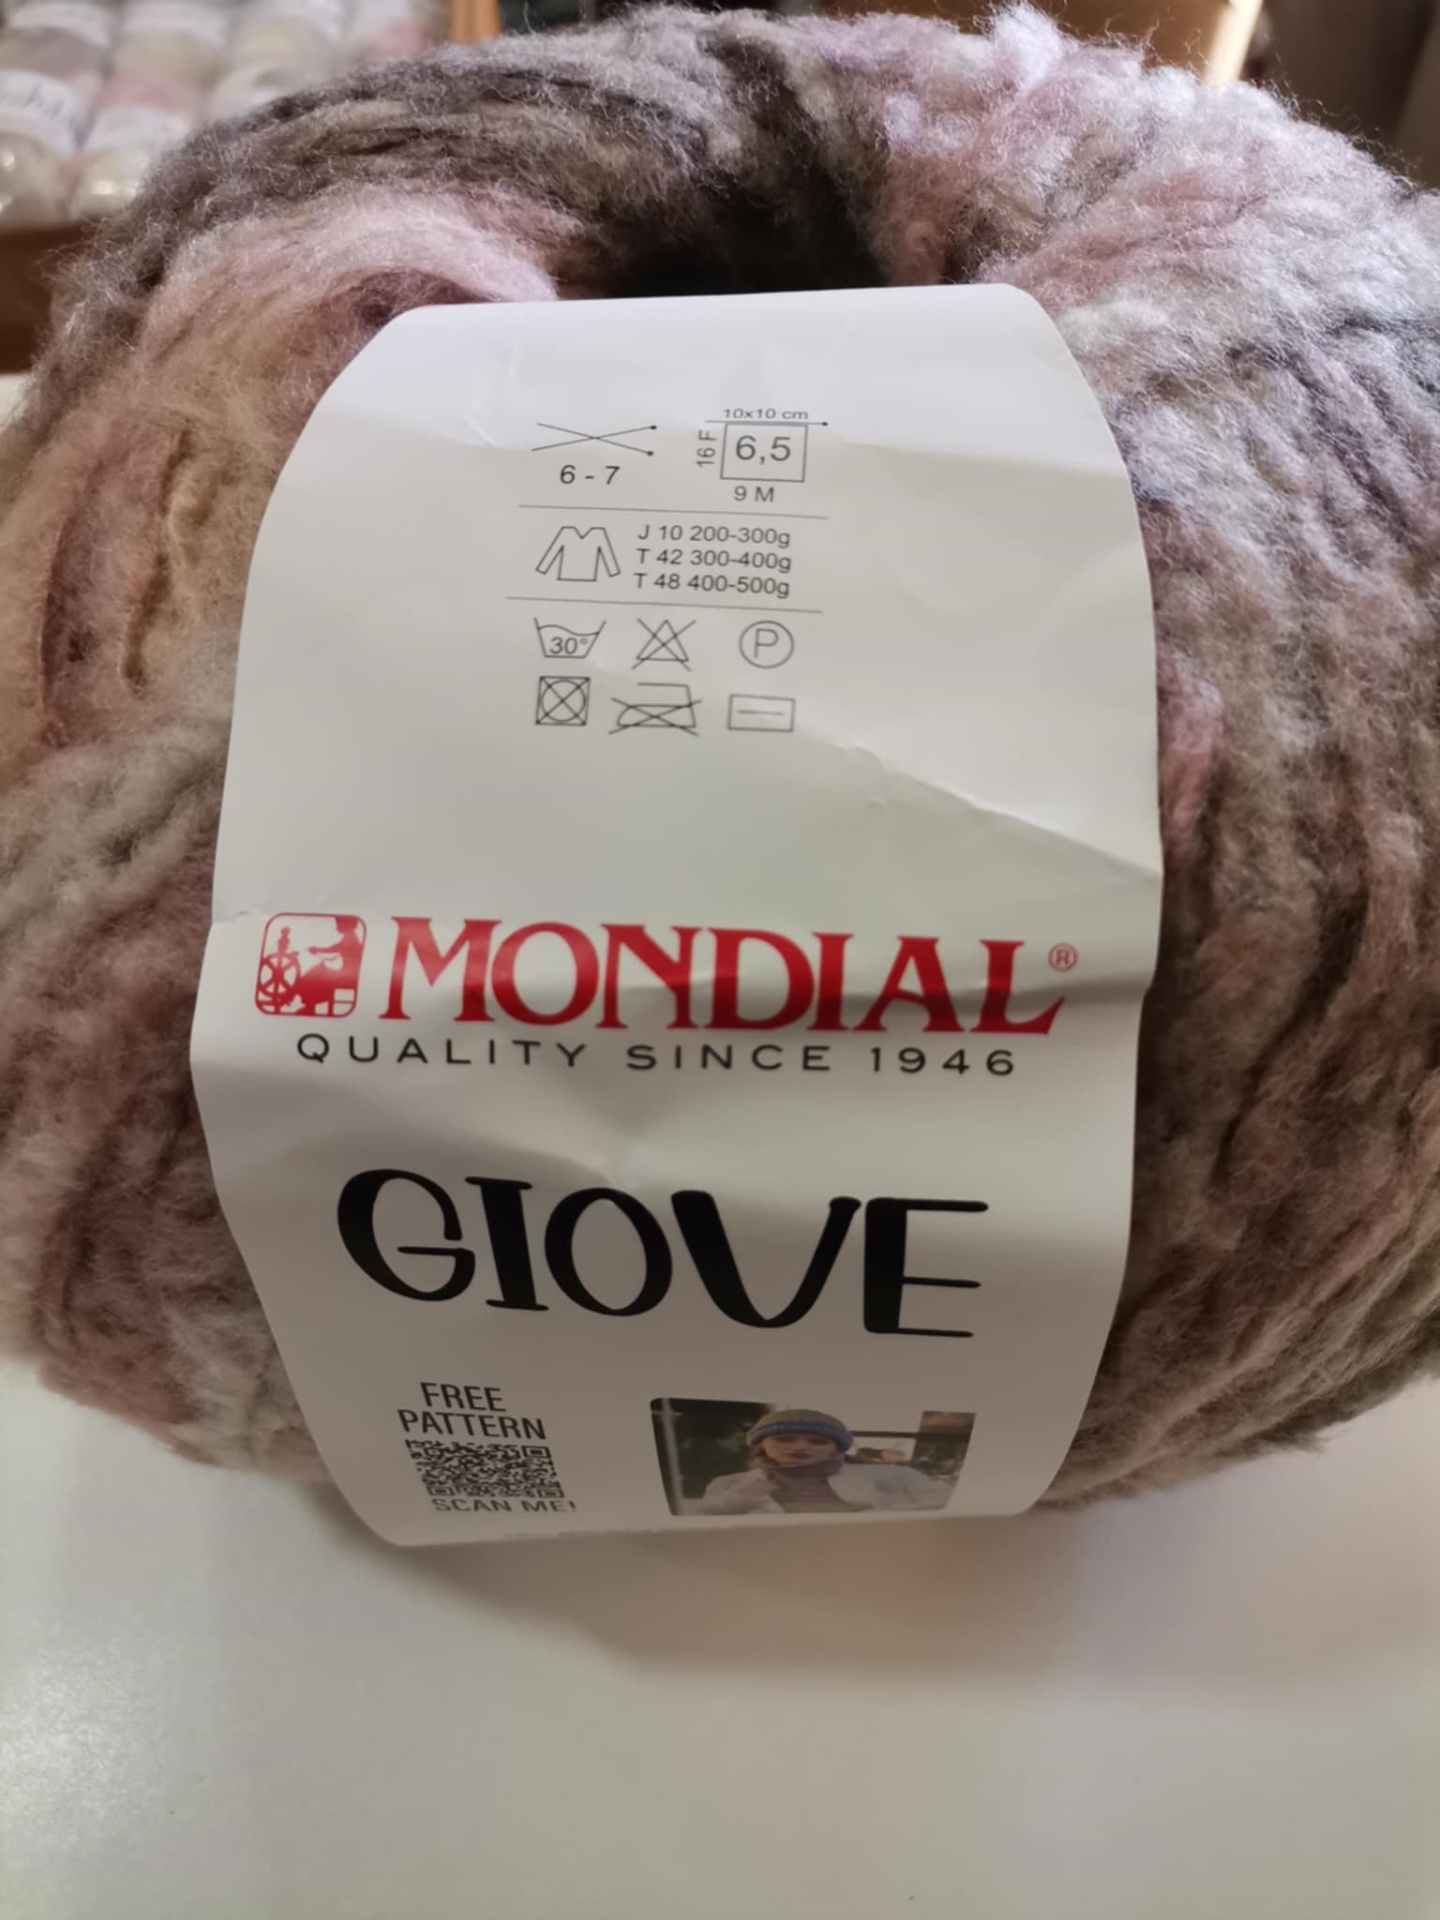 10x10 cm
16 F
6,5
6 - 7
9 M
J 10 200-300g
T 42 300-400g
T 48 400-500g
30°
P
MONDIAL®
QUALITY SINCE 1946
GIOVE
FREE
PATTERN
SCAN ME!